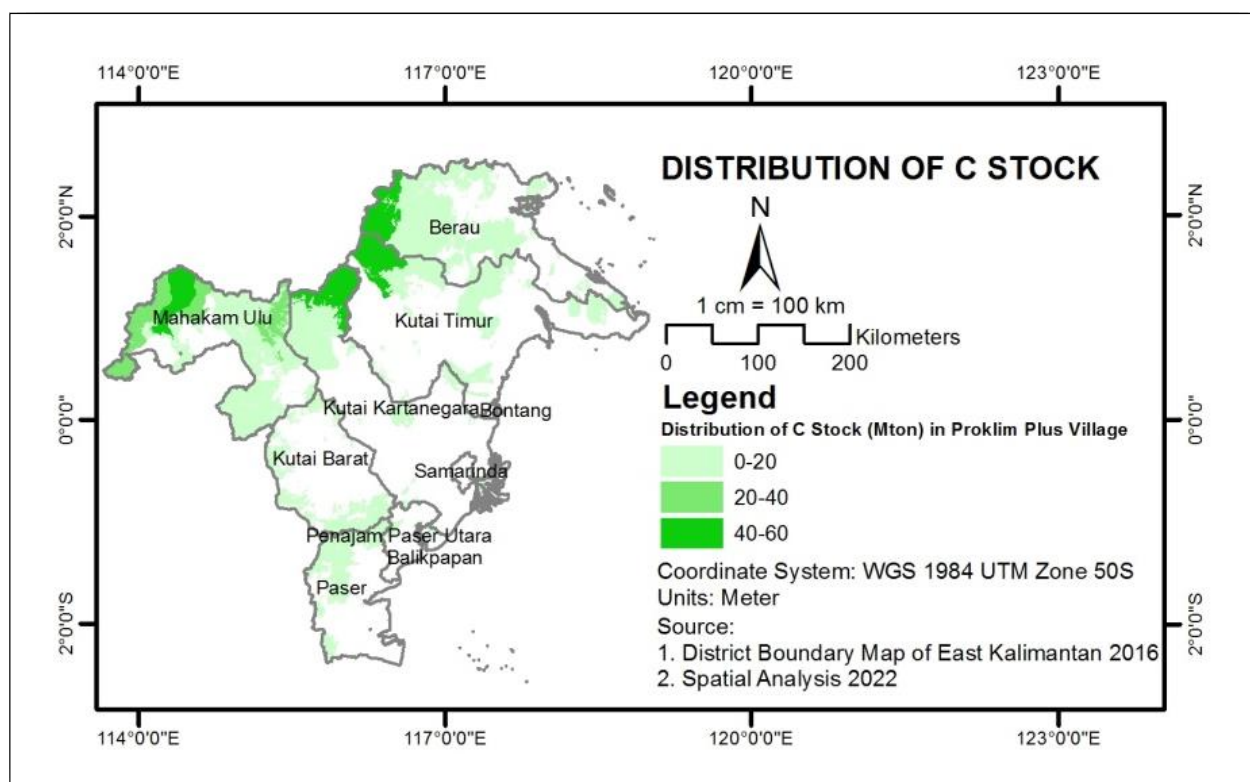 114°0'0"E 117°0'0"E 120°0'0"E 123°0'0"E
DISTRIBUTION OF C STOCK
N
1 cm = 100 km
Kilometers
0 100 200
Legend
Distribution of C Stock (Mton) in Proklim Plus Village
0-20
20-40
40-60
Coordinate System: WGS 1984 UTM Zone 50S
Units: Meter
Source:
1. District Boundary Map of East Kalimantan 2016
2. Spatial Analysis 2022
Berau
Mahakam Ulu
Kutai Timur
Kutai Kartanegara
Bontang
Kutai Barat
Samarinda
Penajam Paser Utara
Balikpapan
Paser
2°0'0"N
0°0'0"
2°0'0"S
2°0'0"N
0°0'0"
2°0'0"S
114°0'0"E 117°0'0"E 120°0'0"E 123°0'0"E